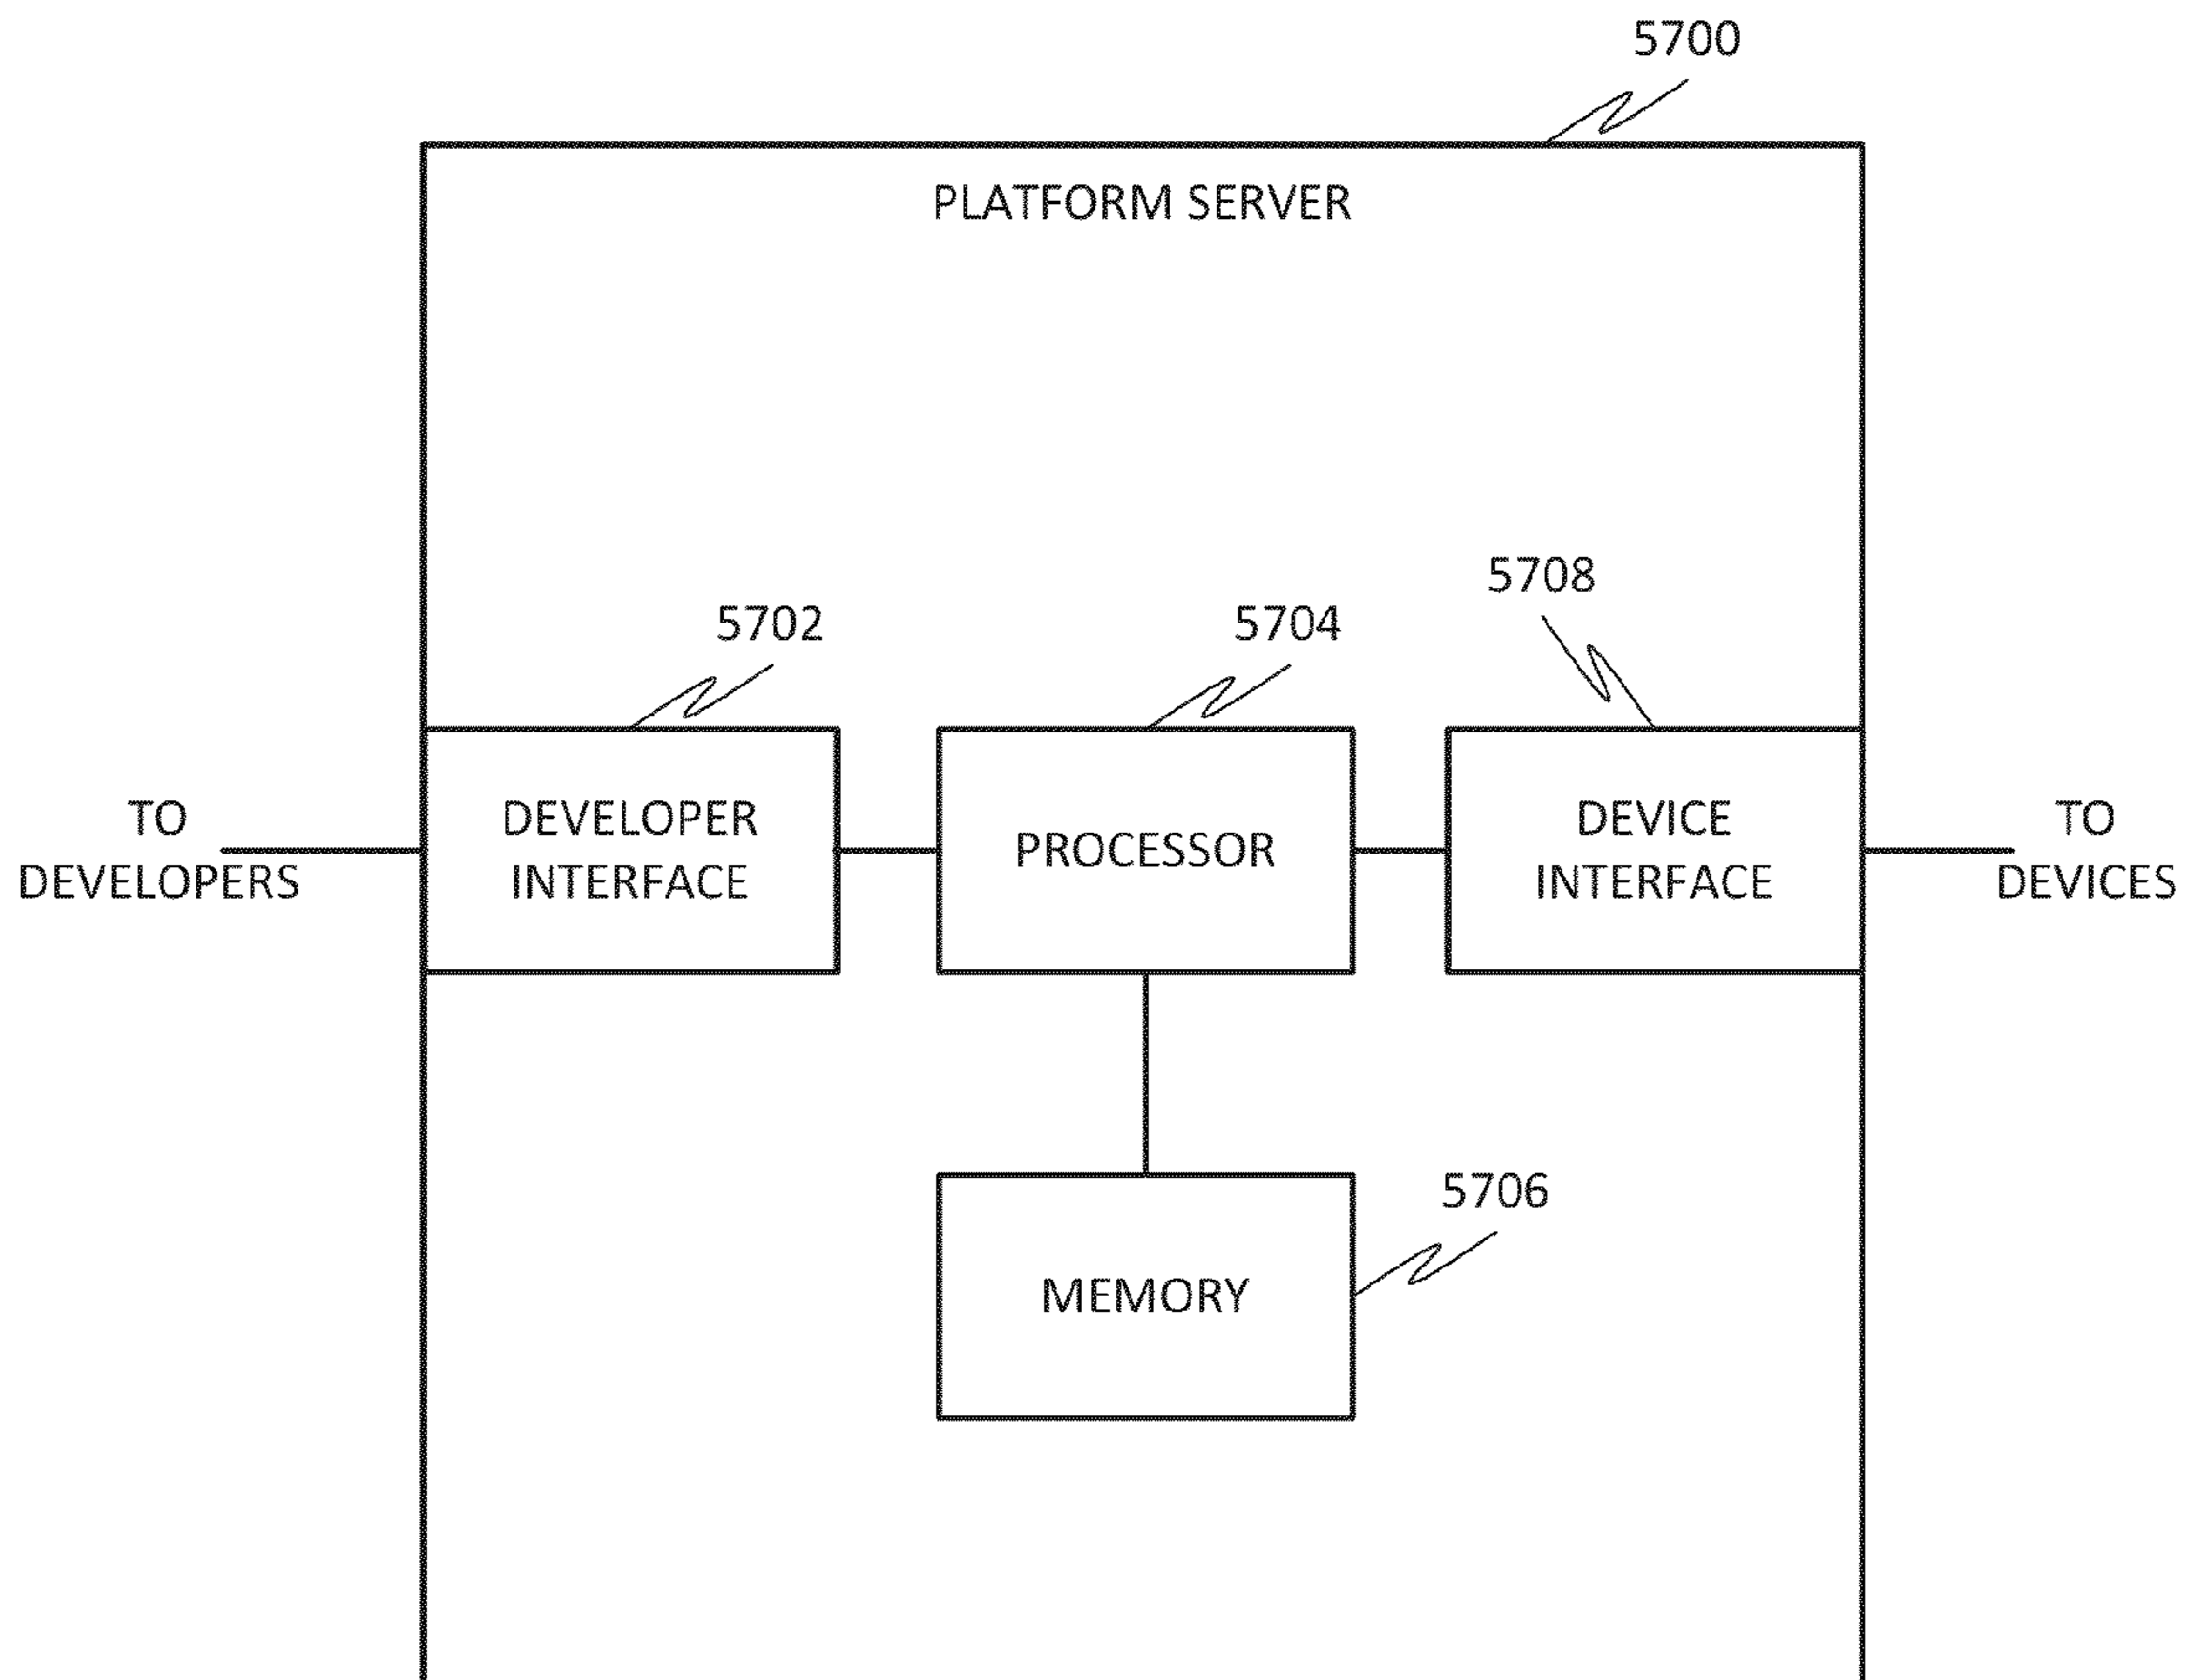 5700
PLATFORM SERVER
5708
5702
5704
TO
DEVELOPERS
DEVELOPER
INTERFACE
PROCESSOR
DEVICE
INTERFACE
TO
DEVICES
5706
MEMORY